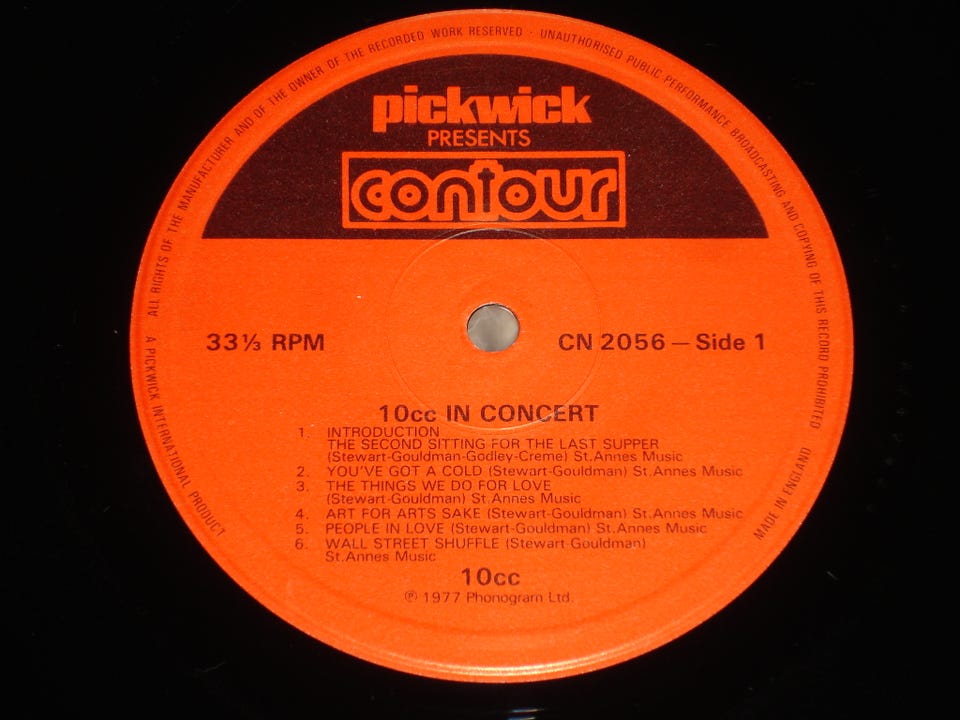 ALL RIGHTS OF THE MANUFACTURER AND OF THE OWNER OF THE RECORDED WORK RESERVED · UNAUTHORISED PUBLIC PERFORMANCE BROADCASTING AND COPYING OF THIS RECORD PROHIBITED
pickwick
PRESENTS
contour
33⅓ RPM
CN 2056 — Side 1
10cc IN CONCERT
1. INTRODUCTION
THE SECOND SITTING FOR THE LAST SUPPER
(Stewart-Gouldman-Godley-Creme) St.Annes Music
2. YOU'VE GOT A COLD (Stewart-Gouldman) St.Annes Music
3. THE THINGS WE DO FOR LOVE
(Stewart-Gouldman) St.Annes Music
4. ART FOR ARTS SAKE (Stewart-Gouldman) St.Annes Music
5. PEOPLE IN LOVE (Stewart-Gouldman) St.Annes Music
6. WALL STREET SHUFFLE (Stewart-Gouldman)
St.Annes Music
10cc
℗ 1977 Phonogram Ltd.
A PICKWICK INTERNATIONAL PRODUCT
MADE IN ENGLAND